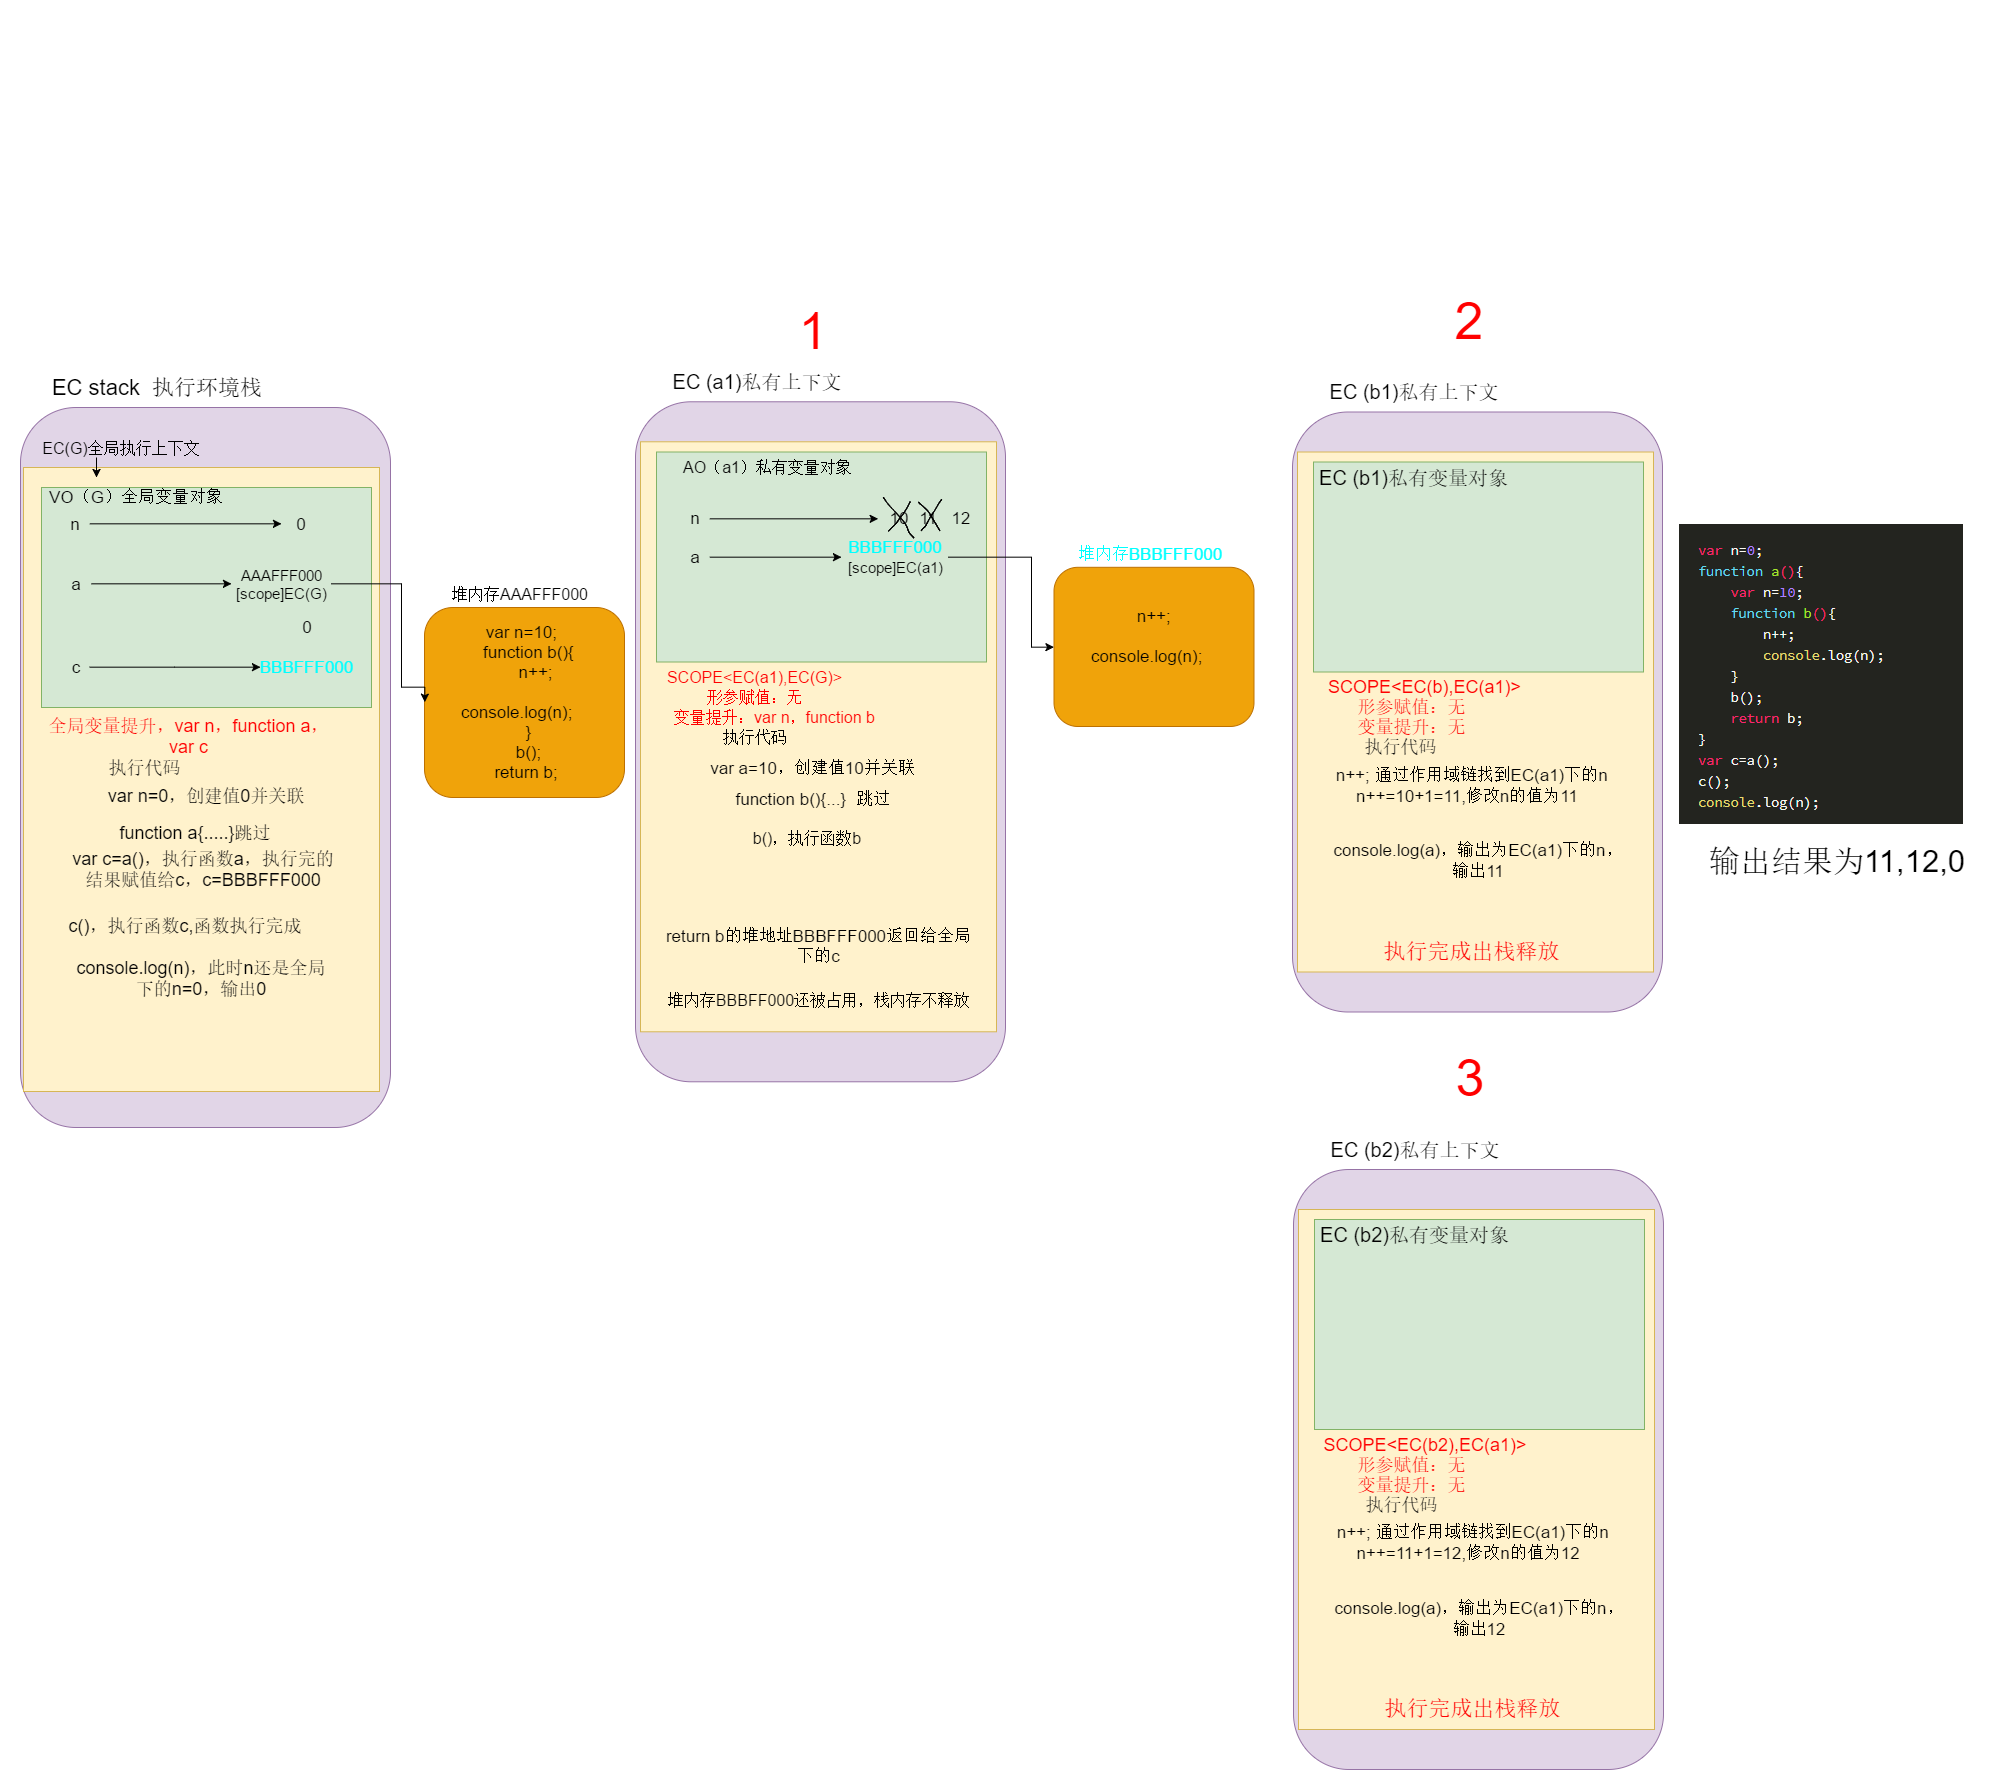 EC stack 执行环境栈
EC(G)全局执行上下文
VO（G）全局变量对象
n
0
a
AAAFFF000
[scope]EC(G)
0
c
BBBFFF000
全局变量提升，var n，function a，
var c
执行代码
var n=0，创建值0并关联
function a{.....}跳过
var c=a()，执行函数a，执行完的
结果赋值给c，c=BBBFFF000
c()，执行函数c,函数执行完成
console.log(n)，此时n还是全局
下的n=0，输出0
堆内存AAAFFF000
var n=10;
function b(){
n++;
console.log(n);
}
b();
return b;
1
EC (a1)私有上下文
AO（a1）私有变量对象
n
10 11 12
a
BBBFFF000
[scope]EC(a1)
SCOPE<EC(a1),EC(G)>
形参赋值：无
变量提升：var n，function b
执行代码
var a=10，创建值10并关联
function b(){...} 跳过
b()，执行函数b
return b的堆地址BBBFFF000返回给全局
下的c
堆内存BBBFF000还被占用，栈内存不释放
堆内存BBBFFF000
n++;
console.log(n);
2
EC (b1)私有上下文
EC (b1)私有变量对象
SCOPE<EC(b),EC(a1)>
形参赋值：无
变量提升：无
执行代码
n++; 通过作用域链找到EC(a1)下的n
n++=10+1=11,修改n的值为11
console.log(a)，输出为EC(a1)下的n，
输出11
执行完成出栈释放
var n=0;
function a(){
var n=10;
function b(){
n++;
console.log(n);
}
b();
return b;
}
var c=a();
c();
console.log(n);
输出结果为11,12,0
3
EC (b2)私有上下文
EC (b2)私有变量对象
SCOPE<EC(b2),EC(a1)>
形参赋值：无
变量提升：无
执行代码
n++; 通过作用域链找到EC(a1)下的n
n++=11+1=12,修改n的值为12
console.log(a)，输出为EC(a1)下的n，
输出12
执行完成出栈释放